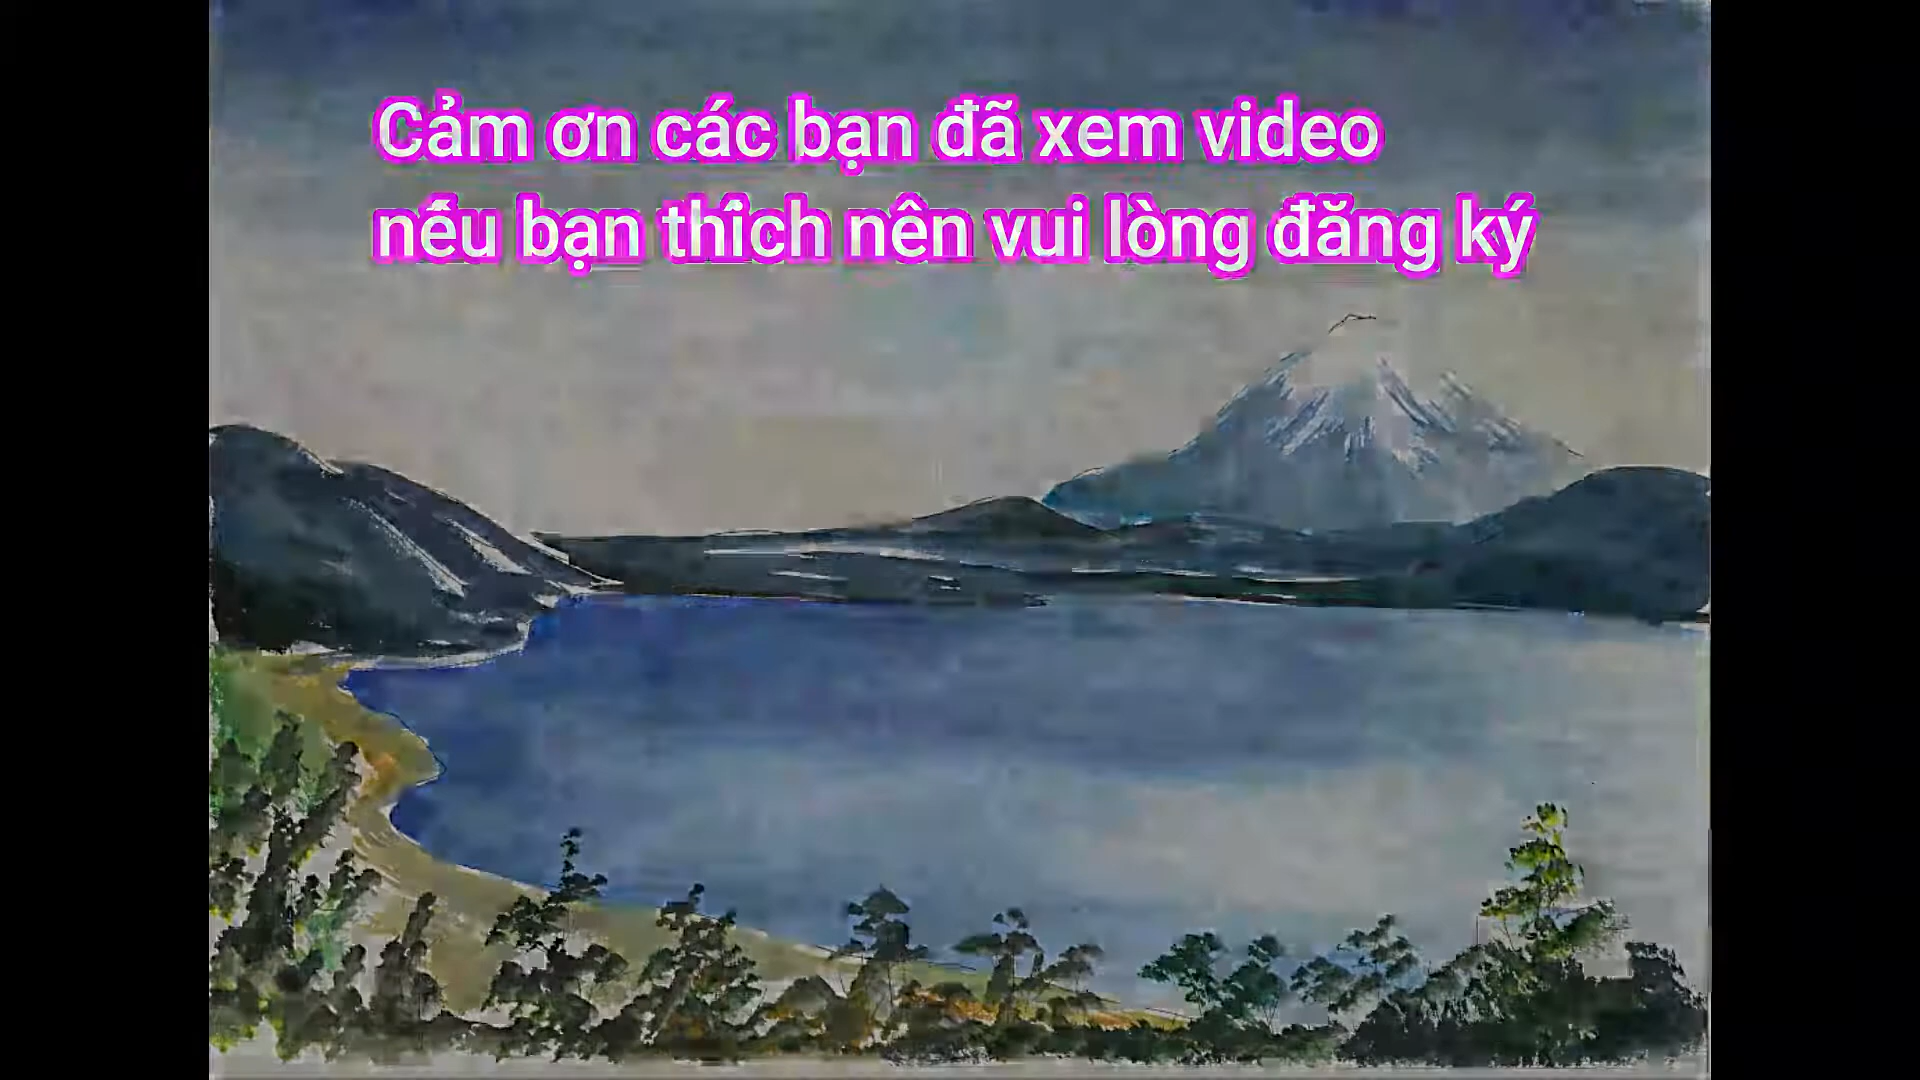 Cảm ơn các bạn đã xem video
nếu bạn thích nên vui lòng đăng ký